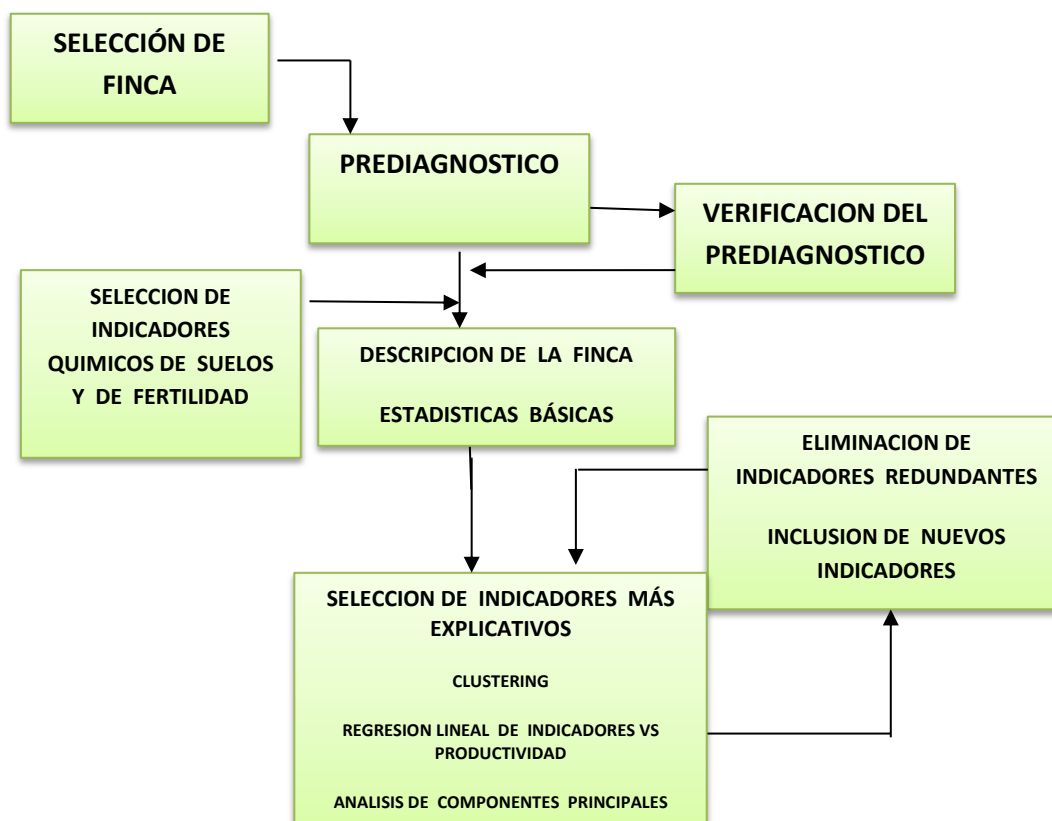 SELECCIÓN DE
FINCA
PREDIAGNOSTICO
VERIFICACION DEL
PREDIAGNOSTICO
SELECCION DE
INDICADORES
QUIMICOS DE SUELOS
Y DE FERTILIDAD
DESCRIPCION DE LA FINCA
ESTADISTICAS BÁSICAS
ELIMINACION DE
INDICADORES REDUNDANTES
INCLUSION DE NUEVOS
INDICADORES
SELECCION DE INDICADORES MÁS
EXPLICATIVOS
CLUSTERING
REGRESION LINEAL DE INDICADORES VS
PRODUCTIVIDAD
ANALISIS DE COMPONENTES PRINCIPALES